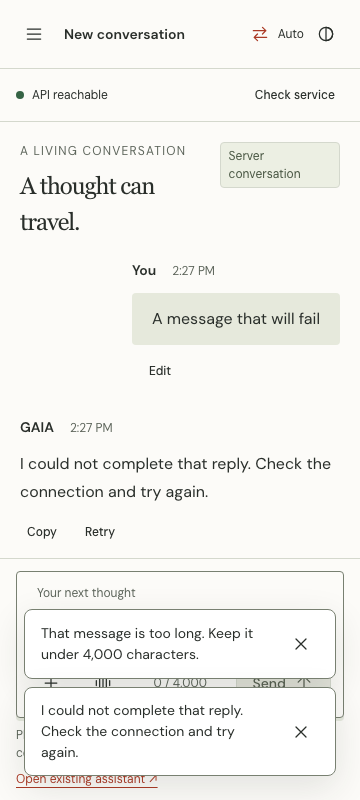 New conversation
Auto
API reachable
Check service
A LIVING CONVERSATION
Server
conversation
A thought can
travel.
You 2:27 PM
A message that will fail
Edit
GAIA 2:27 PM
I could not complete that reply. Check the
connection and try again.
Copy Retry
Your next thought
That message is too long. Keep it
under 4,000 characters.
0 / 4,000
Send
I could not complete that reply.
Check the connection and try
again.
Open existing assistant ↗